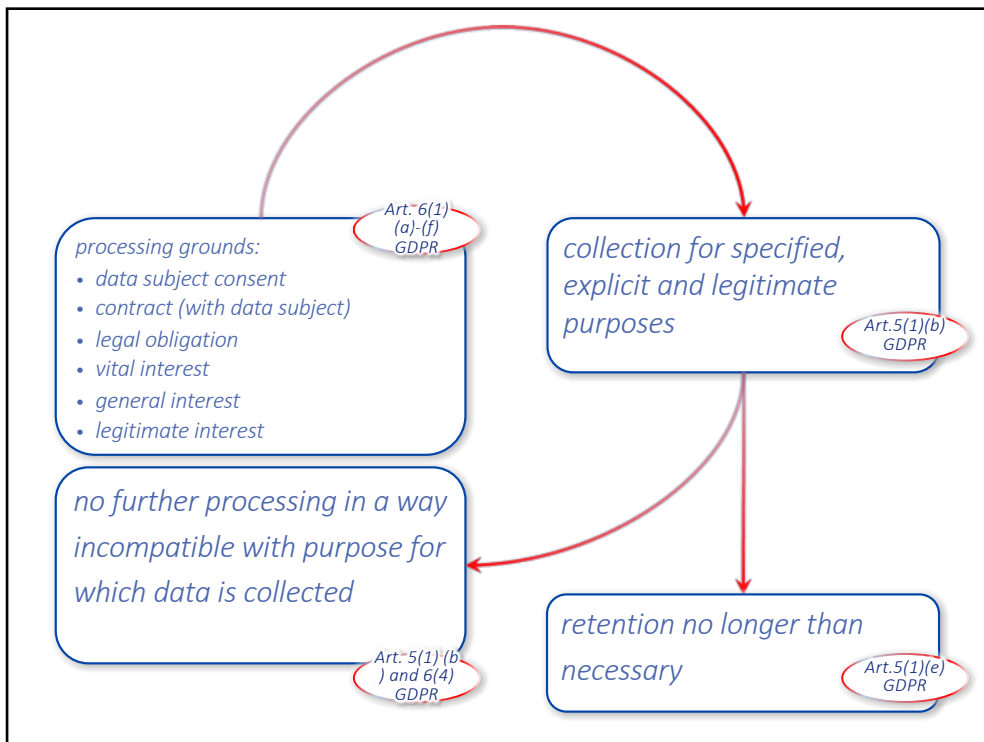 Art. 6(1)
(a)-(f)
GDPR
processing grounds:
• data subject consent
• contract (with data subject)
• legal obligation
• vital interest
• general interest
• legitimate interest
collection for specified,
explicit and legitimate
purposes
Art.5(1)(b)
GDPR
no further processing in a way
incompatible with purpose for
which data is collected
Art. 5(1) (b
) and 6(4)
GDPR
retention no longer than
necessary
Art.5(1)(e)
GDPR